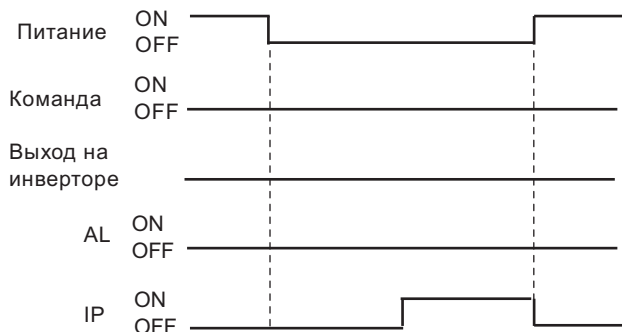 Питание ON
OFF
Команда ON
OFF
Выход на
инверторе
AL ON
OFF
IP ON
OFF